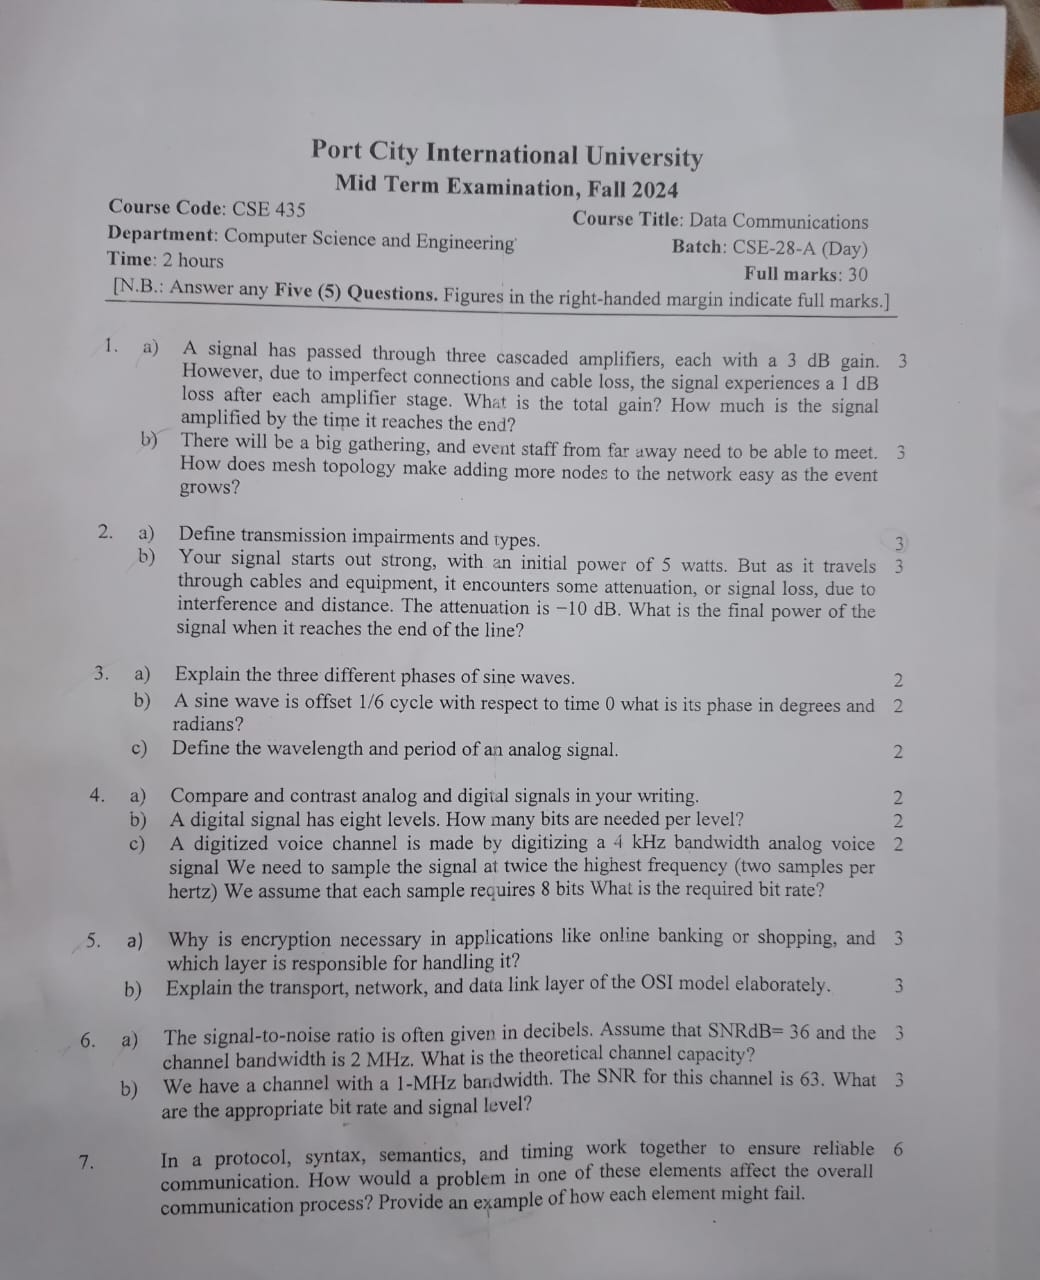 Port City International University
Mid Term Examination, Fall 2024
Course Code: CSE 435
Course Title: Data Communications
Department: Computer Science and Engineering
Batch: CSE-28-A (Day)
Time: 2 hours
Full marks: 30
[N.B.: Answer any Five (5) Questions. Figures in the right-handed margin indicate full marks.]
1. a) A signal has passed through three cascaded amplifiers, each with a 3 dB gain. 3
However, due to imperfect connections and cable loss, the signal experiences a 1 dB
loss after each amplifier stage. What is the total gain? How much is the signal
amplified by the time it reaches the end?
b) There will be a big gathering, and event staff from far away need to be able to meet. 3
How does mesh topology make adding more nodes to the network easy as the event
grows?
2. a) Define transmission impairments and types. 3
b) Your signal starts out strong, with an initial power of 5 watts. But as it travels 3
through cables and equipment, it encounters some attenuation, or signal loss, due to
interference and distance. The attenuation is −10 dB. What is the final power of the
signal when it reaches the end of the line?
3. a) Explain the three different phases of sine waves. 2
b) A sine wave is offset 1/6 cycle with respect to time 0 what is its phase in degrees and 2
radians?
c) Define the wavelength and period of an analog signal. 2
4. a) Compare and contrast analog and digital signals in your writing. 2
b) A digital signal has eight levels. How many bits are needed per level? 2
c) A digitized voice channel is made by digitizing a 4 kHz bandwidth analog voice 2
signal We need to sample the signal at twice the highest frequency (two samples per
hertz) We assume that each sample requires 8 bits What is the required bit rate?
5. a) Why is encryption necessary in applications like online banking or shopping, and 3
which layer is responsible for handling it?
b) Explain the transport, network, and data link layer of the OSI model elaborately. 3
6. a) The signal-to-noise ratio is often given in decibels. Assume that SNRdB= 36 and the 3
channel bandwidth is 2 MHz. What is the theoretical channel capacity?
b) We have a channel with a 1-MHz bandwidth. The SNR for this channel is 63. What 3
are the appropriate bit rate and signal level?
7. In a protocol, syntax, semantics, and timing work together to ensure reliable 6
communication. How would a problem in one of these elements affect the overall
communication process? Provide an example of how each element might fail.